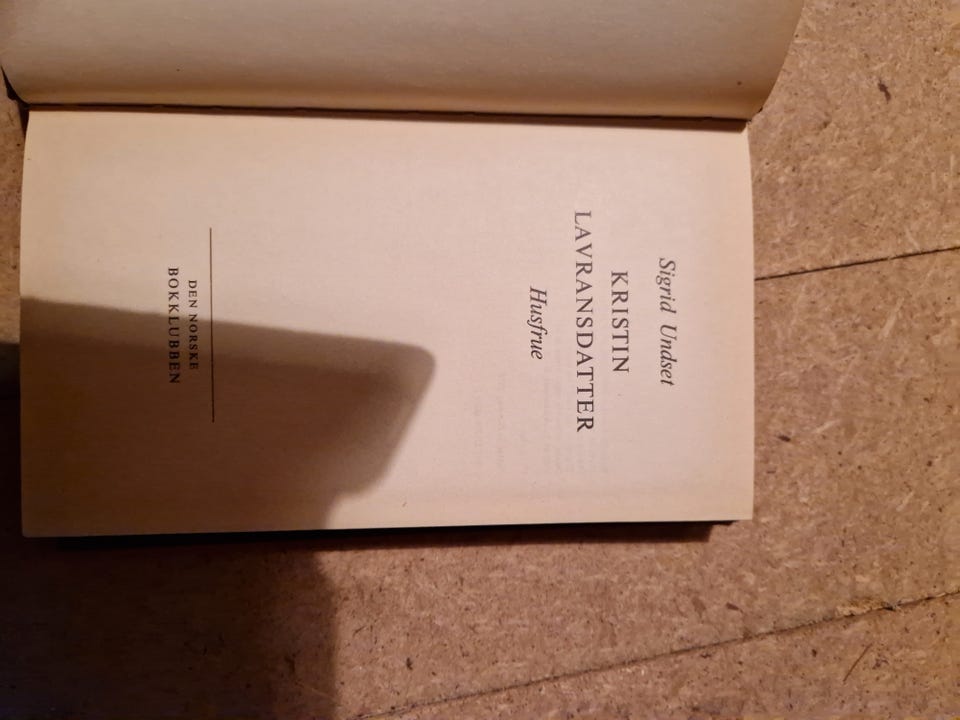 Sigrid Undset
KRISTIN
LAVRANSDATTER
Husfrue
DEN NORSKE
BOKKLUBBEN